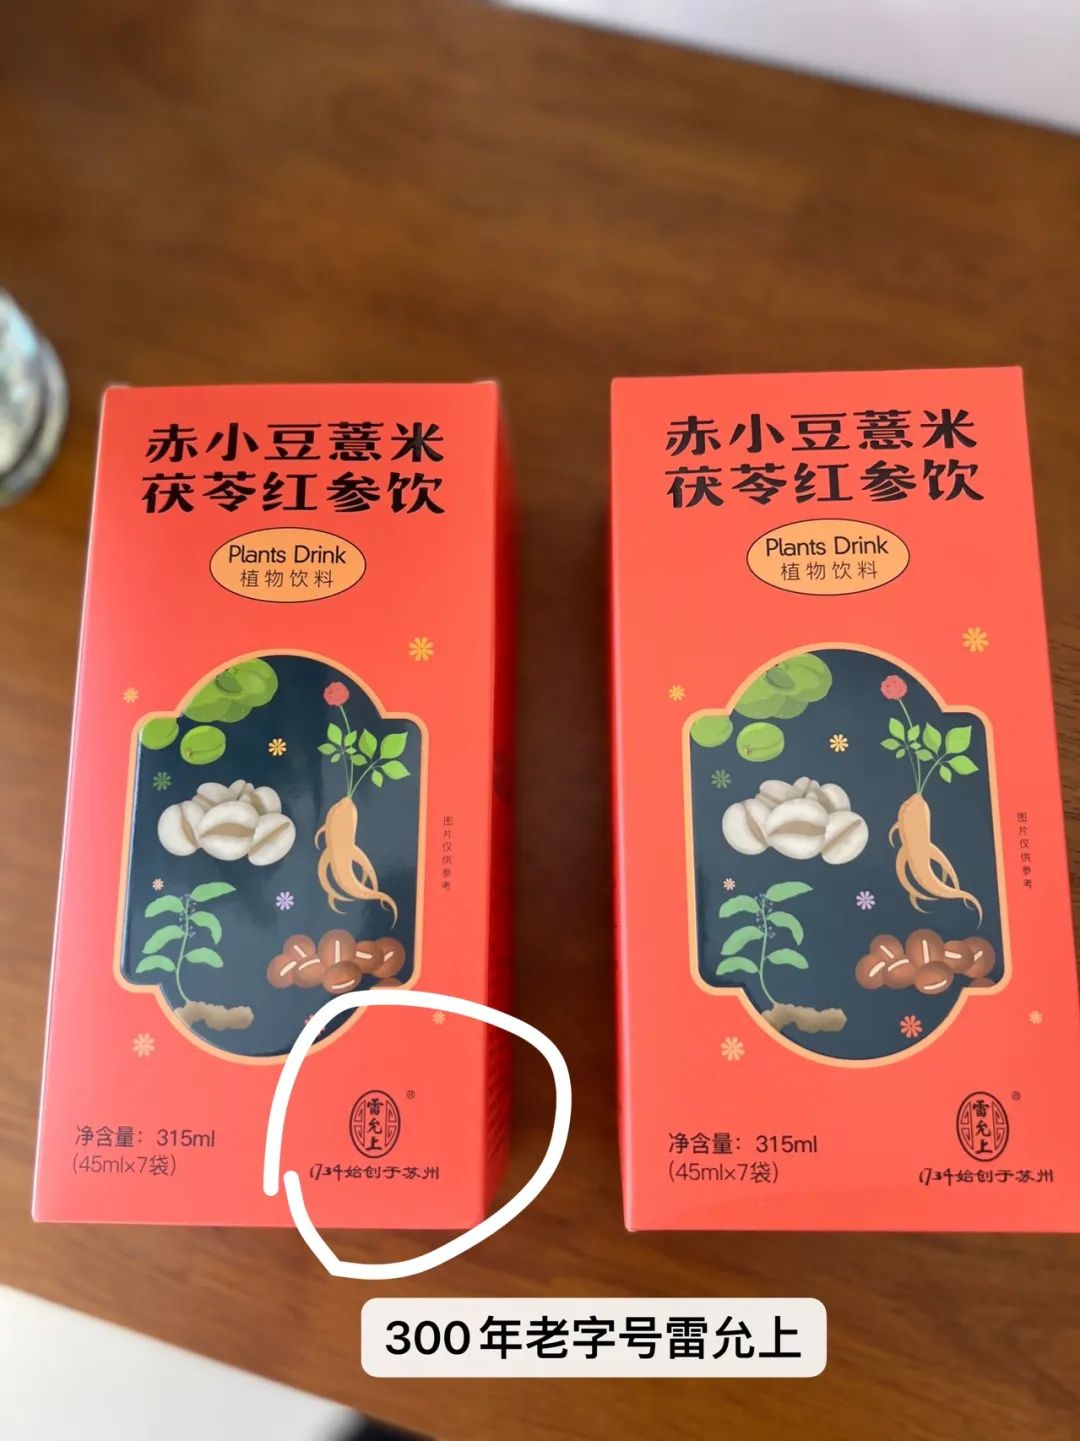 赤小豆薏米
茯苓红参饮
Plants Drink
植物饮料
图片仅供参考
净含量：315ml
(45ml×7袋)
雷允上
®
1734始创于苏州
赤小豆薏米
茯苓红参饮
Plants Drink
植物饮料
图片仅供参考
净含量：315ml
(45ml×7袋)
雷允上
®
1734始创于苏州
300年老字号雷允上